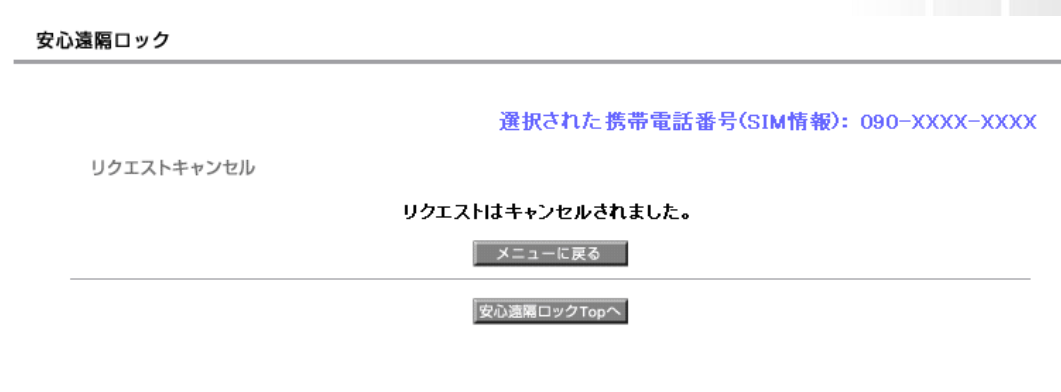 安心遠隔ロック
選択された携帯電話番号(SIM情報): 090-XXXX-XXXX
リクエストキャンセル
リクエストはキャンセルされました。
メニューに戻る
安心遠隔ロックTopへ